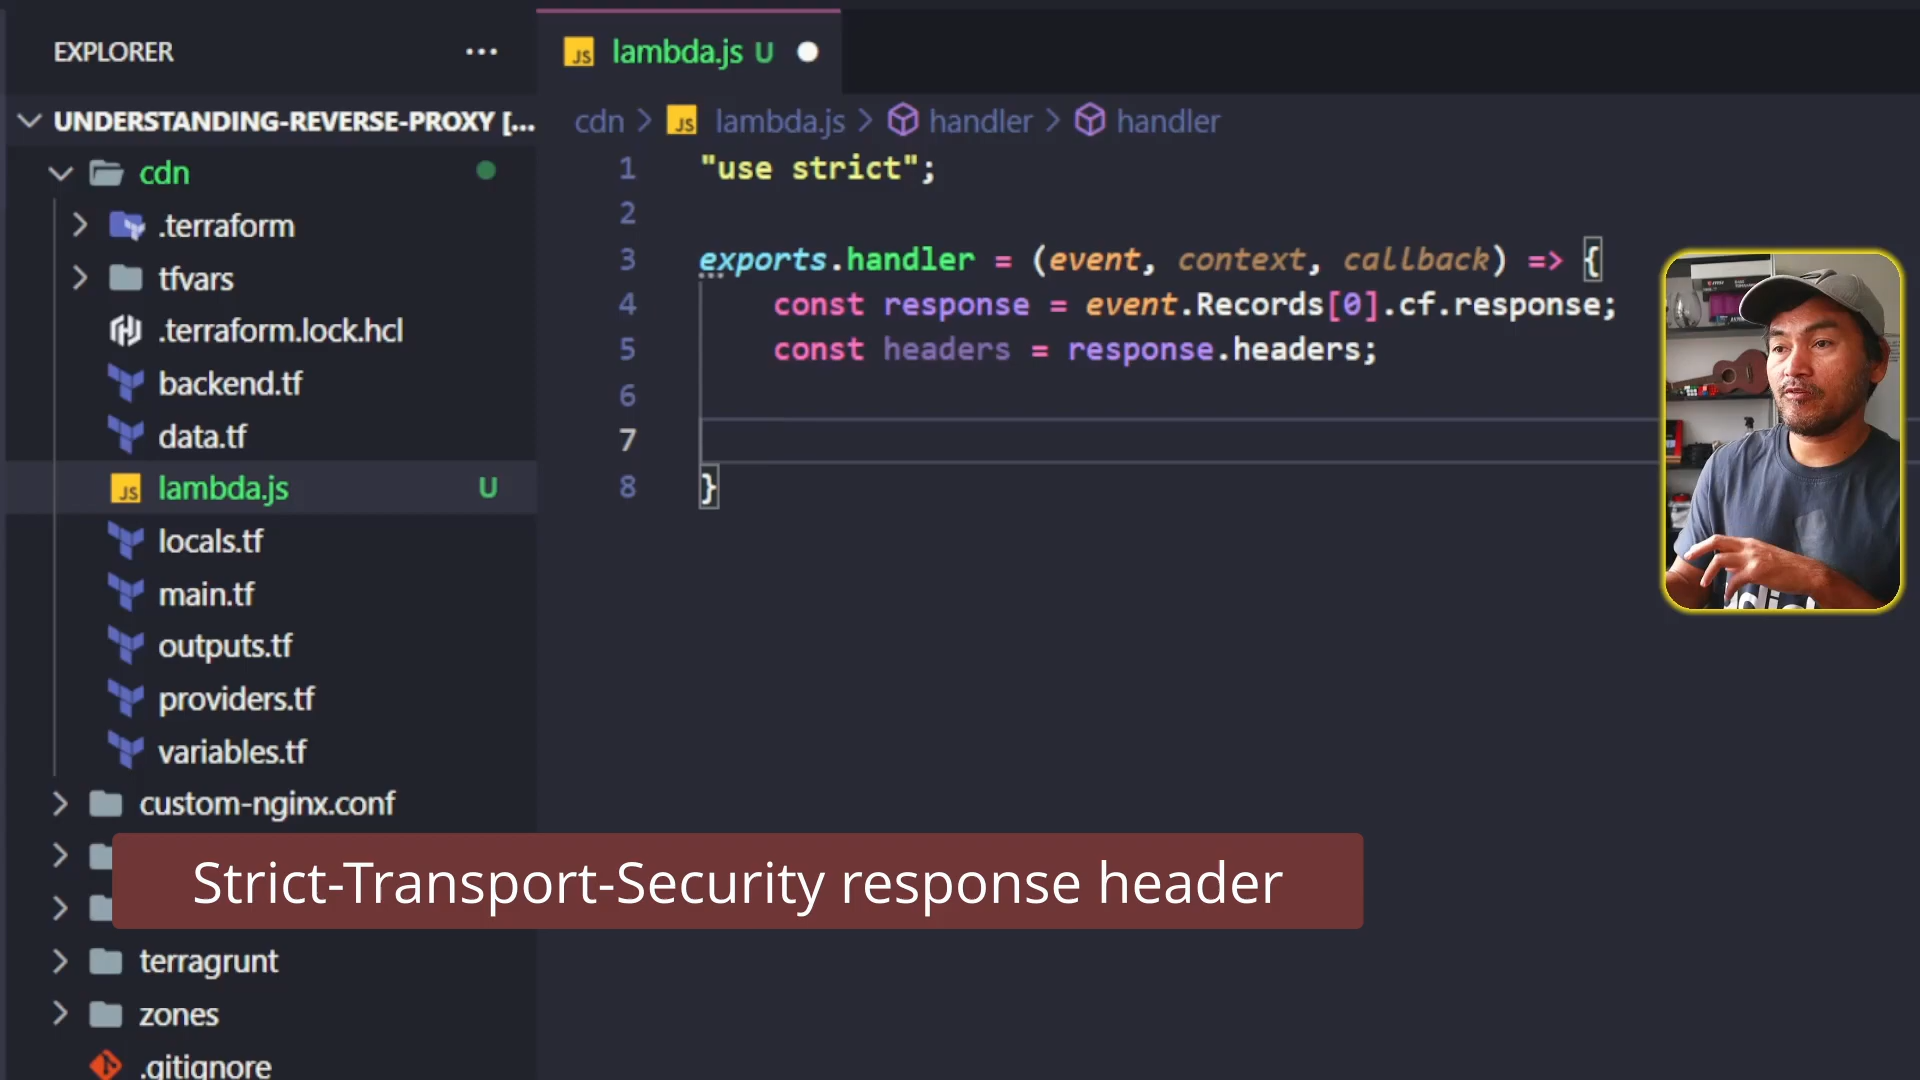 EXPLORER
UNDERSTANDING-REVERSE-PROXY [...
cdn
.terraform
tfvars
.terraform.lock.hcl
backend.tf
data.tf
lambda.js U
locals.tf
main.tf
outputs.tf
providers.tf
variables.tf
custom-nginx.conf
terragrunt
zones
.gitignore
JS lambda.js U
cdn > JS lambda.js > handler > handler
1 "use strict";
2
3 exports.handler = (event, context, callback) => {
4 const response = event.Records[0].cf.response;
5 const headers = response.headers;
6
7
8 }
Strict-Transport-Security response header